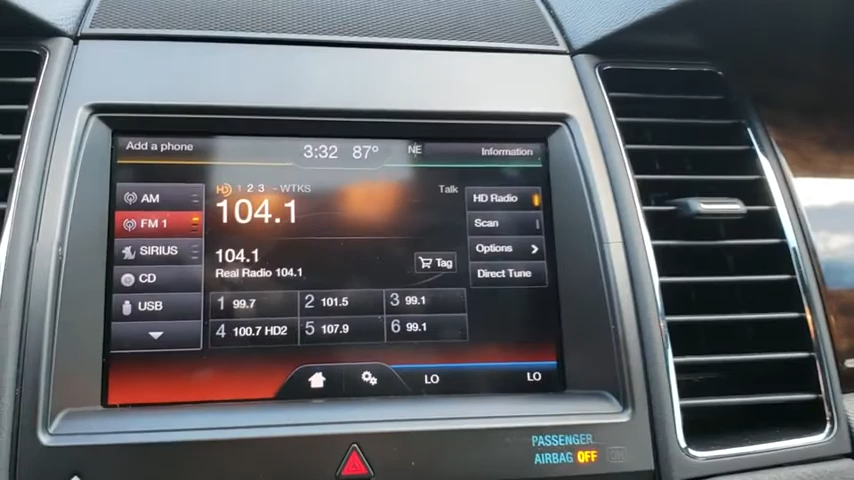 Add a phone
3:32 87°
NE
Information
AM
FM 1
SIRIUS
CD
USB
HD 1 2 3 - WTKS
Talk
104.1
104.1
Real Radio 104.1
Tag
1 99.7
2 101.5
3 99.1
4 100.7 HD2
5 107.9
6 99.1
HD Radio
Scan
Options
Direct Tune
LO
LO
PASSENGER
AIRBAG OFF ON